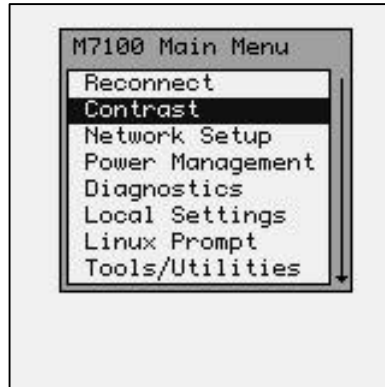 M7100 Main Menu
Reconnect
Contrast
Network Setup
Power Management
Diagnostics
Local Settings
Linux Prompt
Tools/Utilities